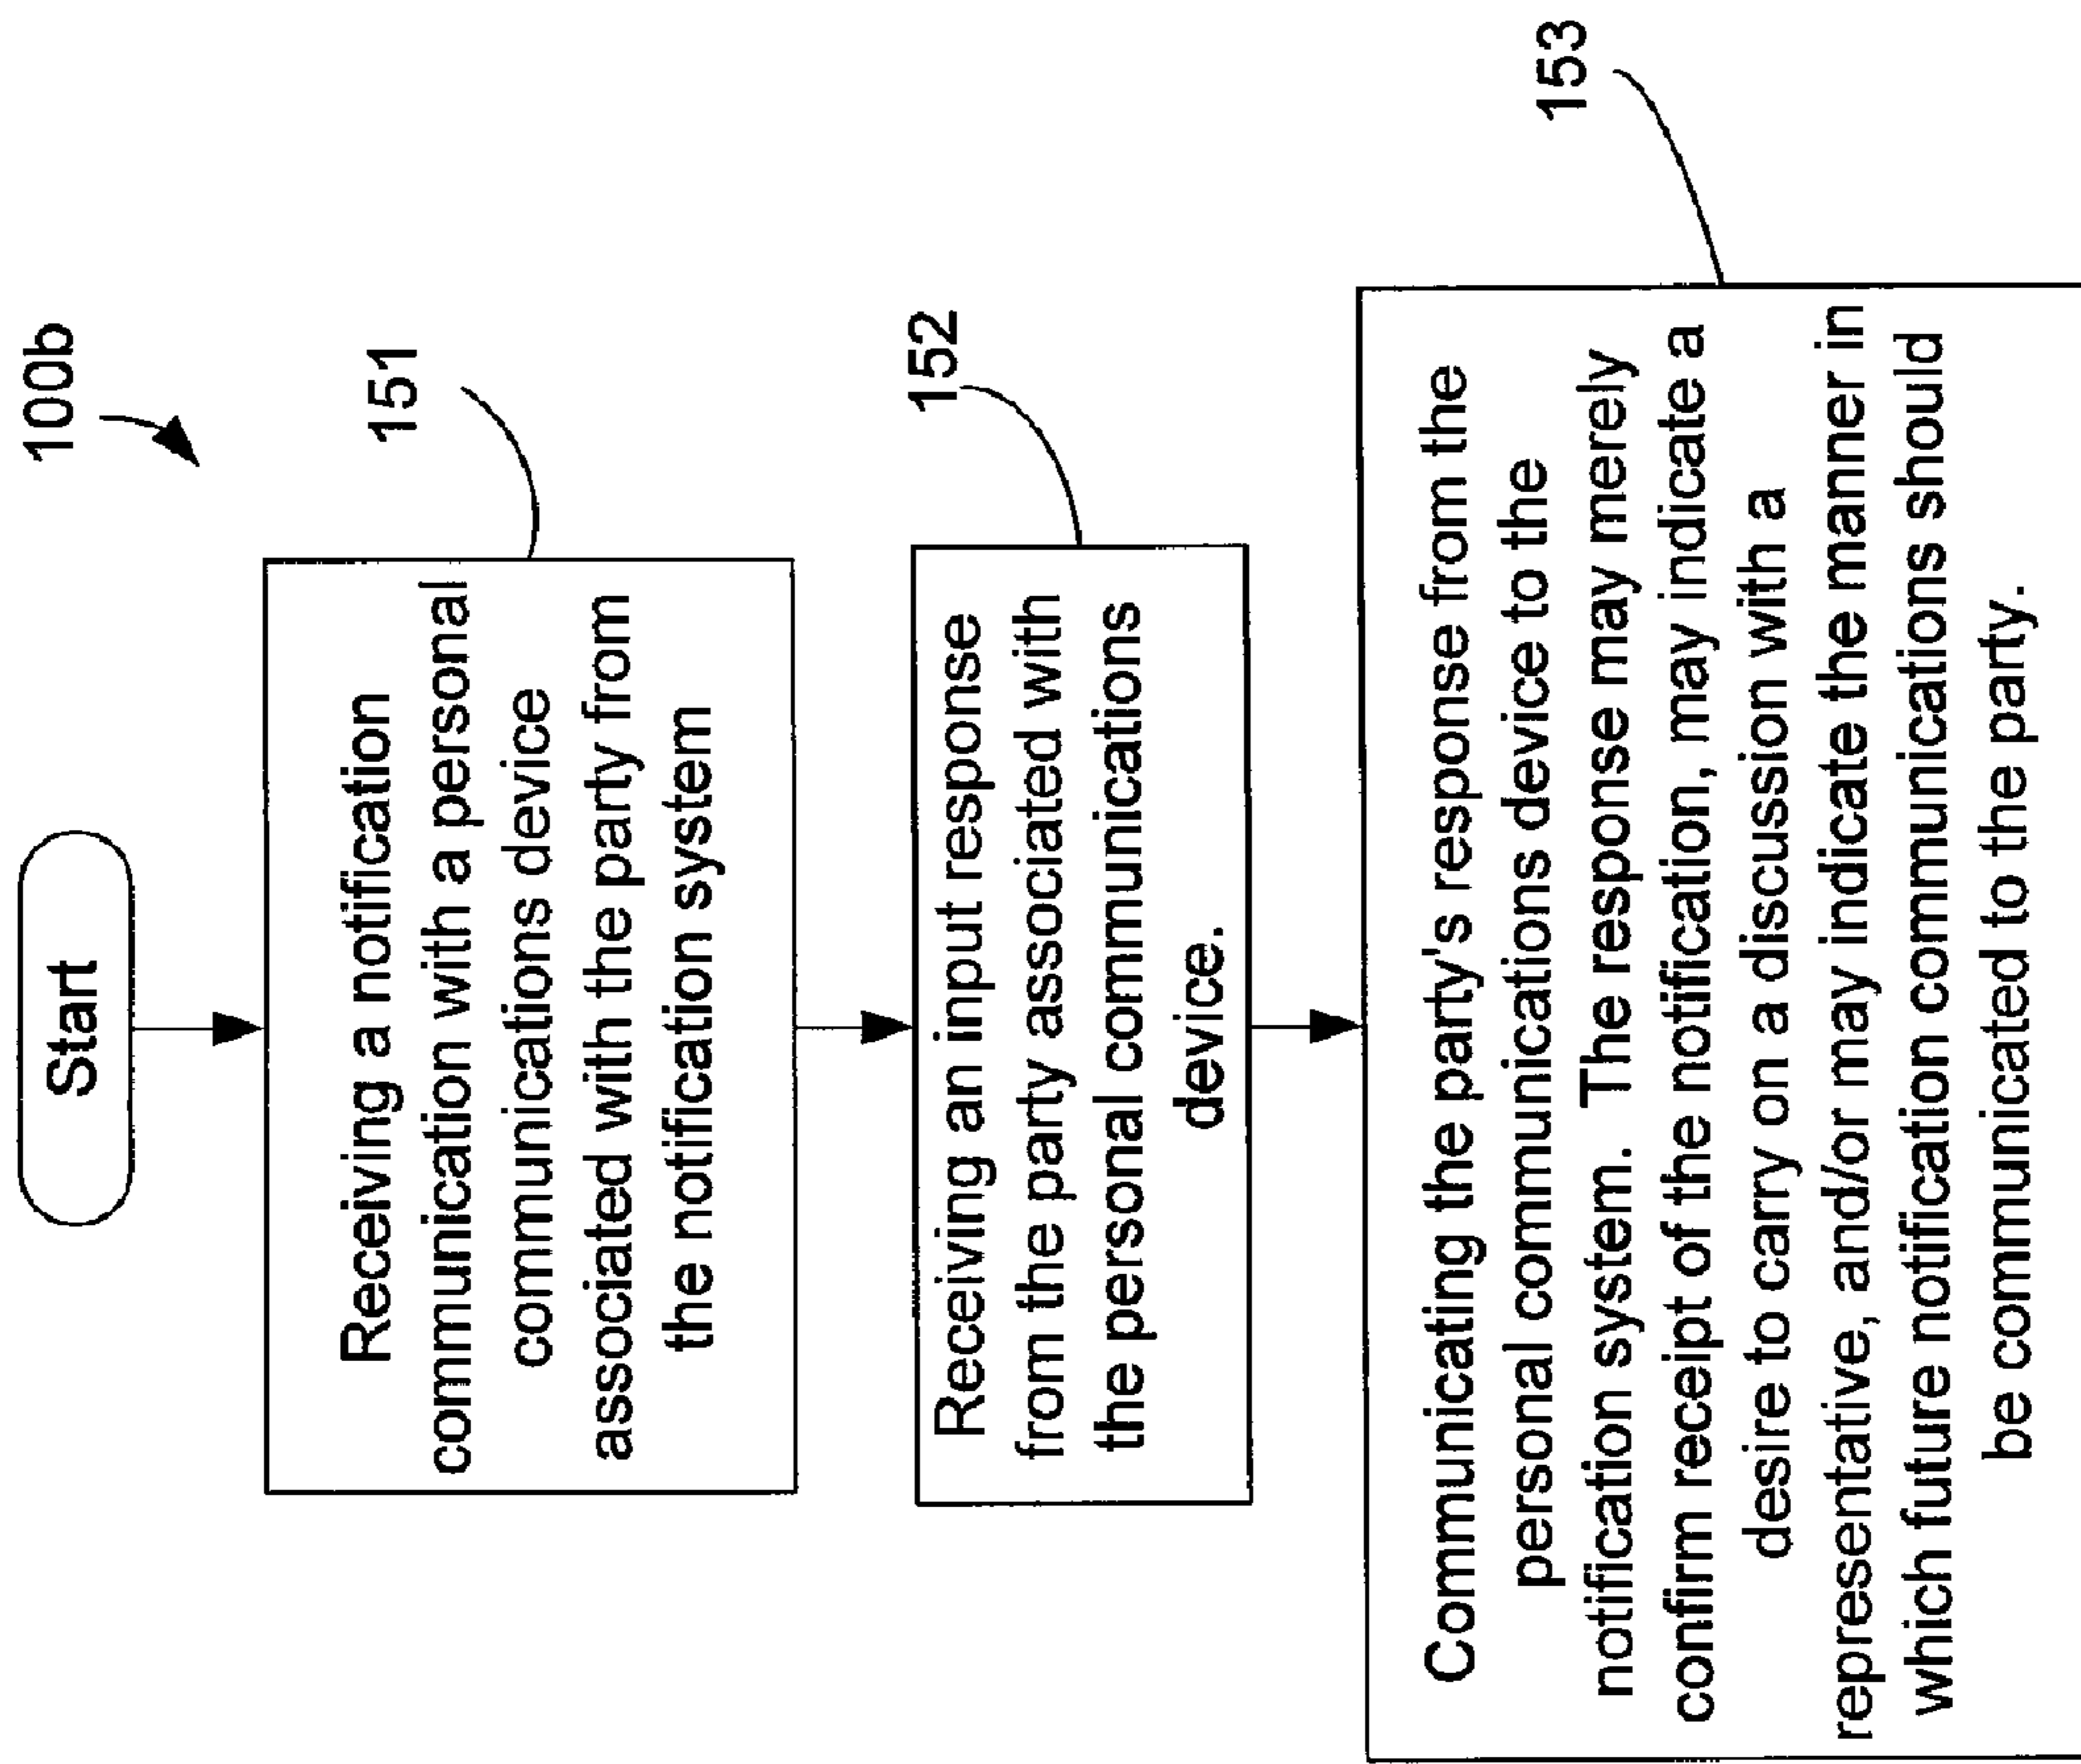 100b
Start
151
Receiving a notification
communication with a personal
communications device
associated with the party from
the notification system
152
Receiving an input response
from the party associated with
the personal communications
device.
153
Communicating the party's response from the
personal communications device to the
notification system. The response may merely
confirm receipt of the notification, may indicate a
desire to carry on a discussion with a
representative, and/or may indicate the manner in
which future notification communications should
be communicated to the party.